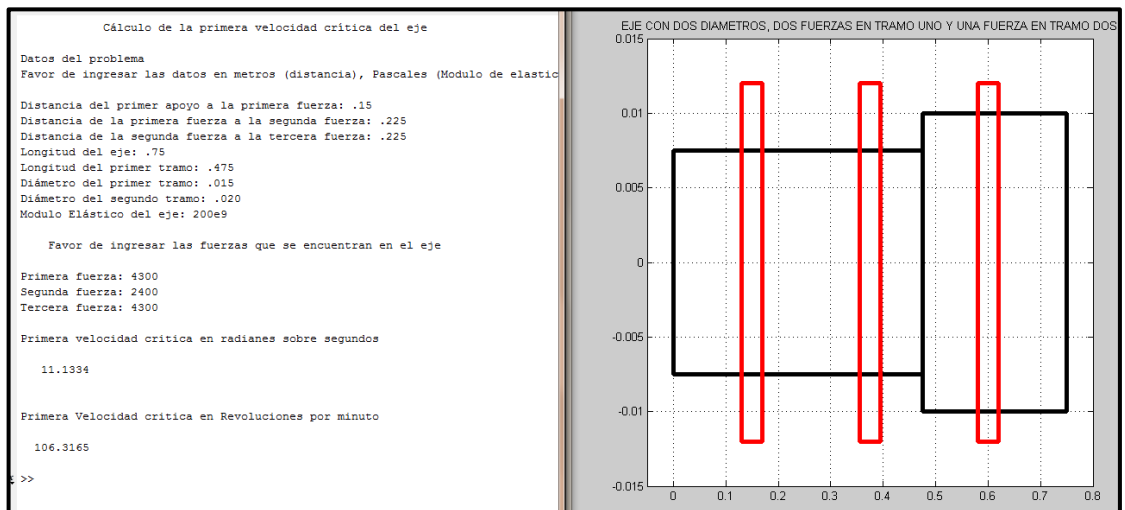 Cálculo de la primera velocidad crítica del eje
Datos del problema
Favor de ingresar las datos en metros (distancia), Pascales (Modulo de elastic
Distancia del primer apoyo a la primera fuerza: .15
Distancia de la primera fuerza a la segunda fuerza: .225
Distancia de la segunda fuerza a la tercera fuerza: .225
Longitud del eje: .75
Longitud del primer tramo: .475
Diámetro del primer tramo: .015
Diámetro del segundo tramo: .020
Modulo Elástico del eje: 200e9
Favor de ingresar las fuerzas que se encuentran en el eje
Primera fuerza: 4300
Segunda fuerza: 2400
Tercera fuerza: 4300
Primera velocidad critica en radianes sobre segundos
11.1334
Primera Velocidad critica en Revoluciones por minuto
106.3165
>>
EJE CON DOS DIAMETROS, DOS FUERZAS EN TRAMO UNO Y UNA FUERZA EN TRAMO DOS
0.015
0.01
0.005
0
-0.005
-0.01
-0.015
0 0.1 0.2 0.3 0.4 0.5 0.6 0.7 0.8